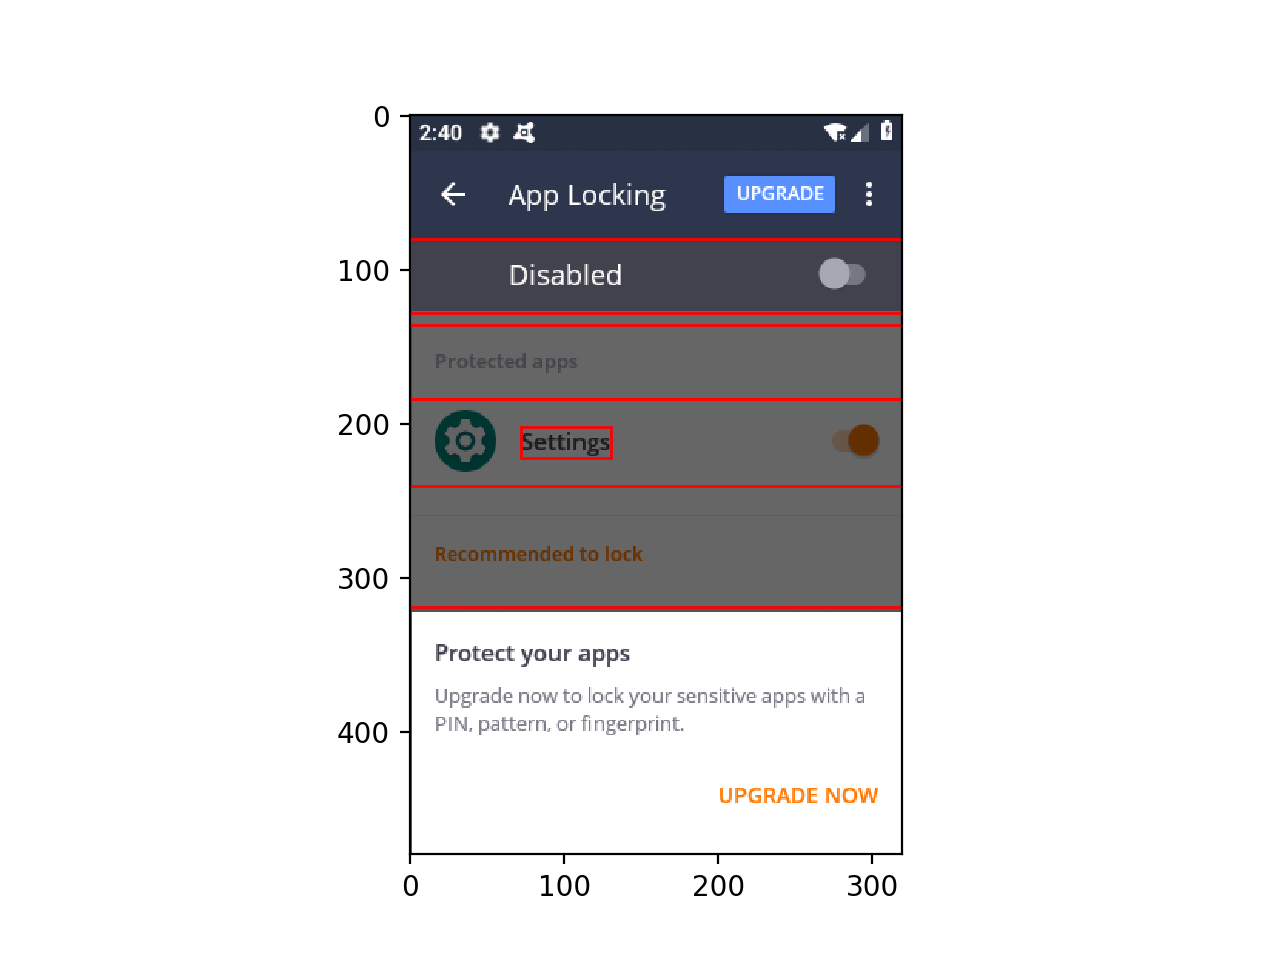 0
2:40
App Locking
UPGRADE
100
Disabled
Protected apps
200
Settings
Recommended to lock
300
Protect your apps
Upgrade now to lock your sensitive apps with a
PIN, pattern, or fingerprint.
400
UPGRADE NOW
0 100 200 300